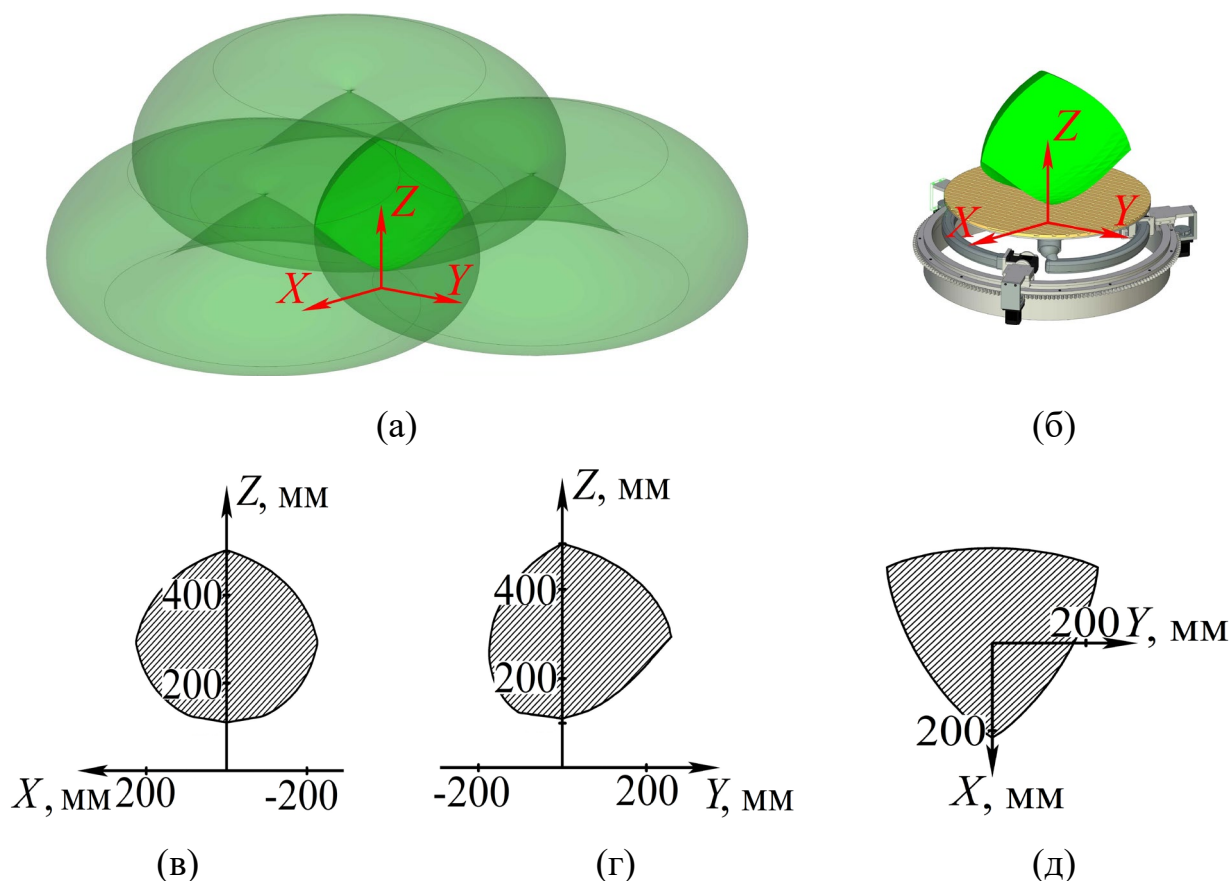 Z
X
Y
Z
X
Y
(а)
(б)
Z, мм
400
200
X, мм 200
-200
(в)
Z, мм
400
200
-200
200
Y, мм
(г)
200 Y, мм
200
X, мм
(д)